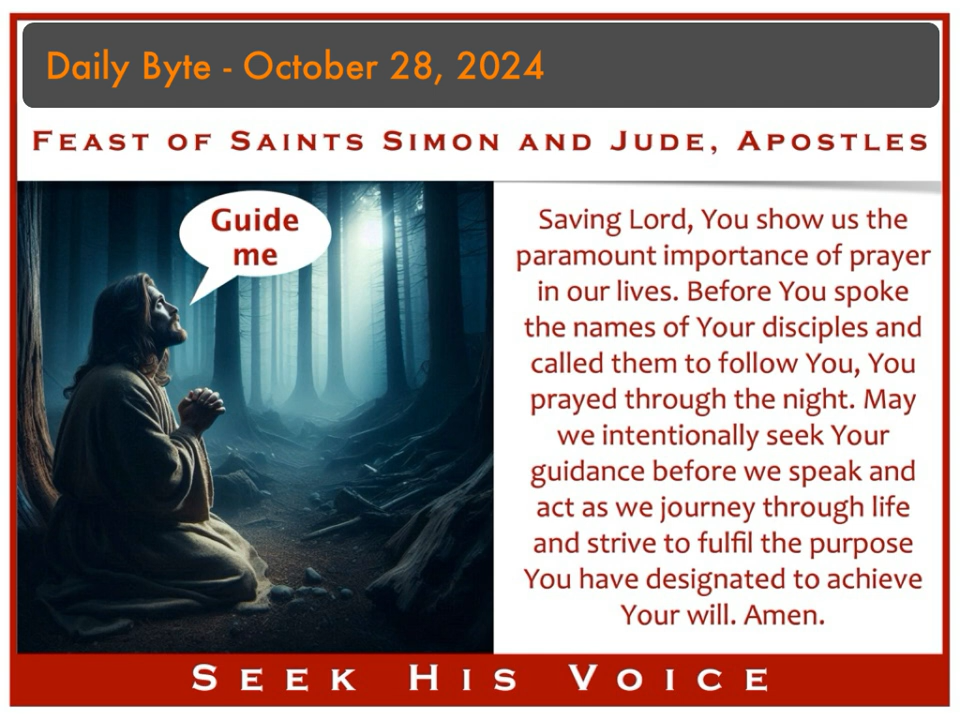 Daily Byte - October 28, 2024
Feast of Saints Simon and Jude, Apostles
Guide
me
Saving Lord, You show us the
paramount importance of prayer
in our lives. Before You spoke
the names of Your disciples and
called them to follow You, You
prayed through the night. May
we intentionally seek Your
guidance before we speak and
act as we journey through life
and strive to fulfil the purpose
You have designated to achieve
Your will. Amen.
Seek His Voice